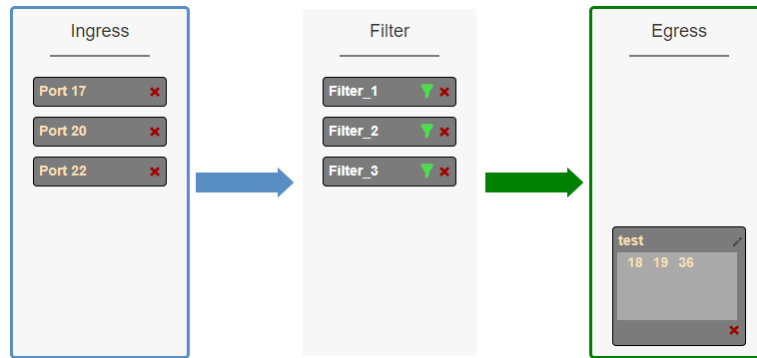 Ingress
Port 17
Port 20
Port 22
Filter
Filter_1
Filter_2
Filter_3
Egress
test
18 19 36